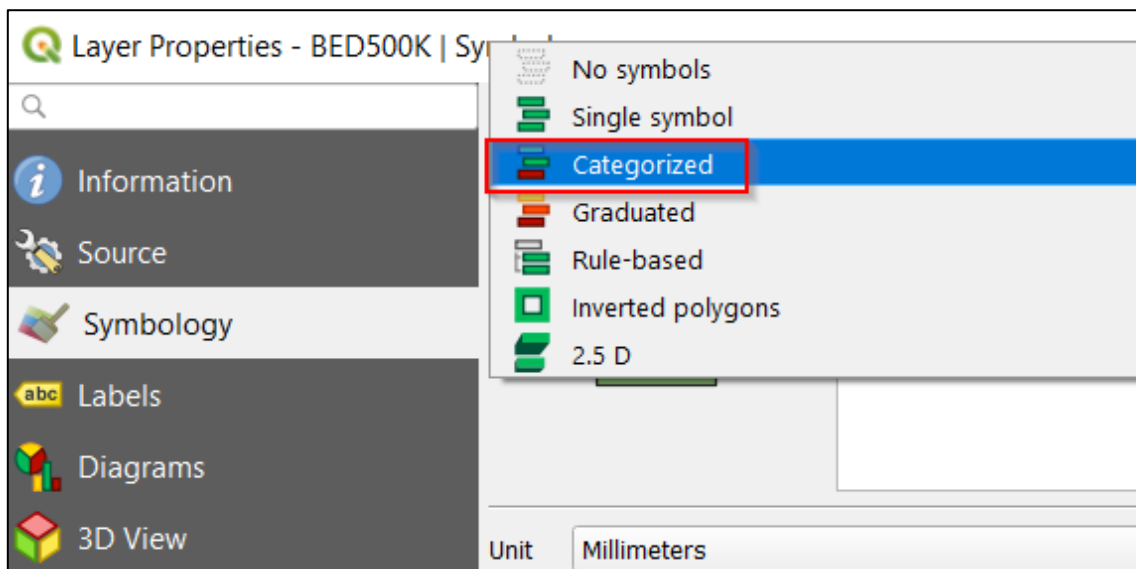 Layer Properties - BED500K | Sy
No symbols
Single symbol
Categorized
Graduated
Rule-based
Inverted polygons
2.5 D
Information
Source
Symbology
abc Labels
Diagrams
3D View
Unit Millimeters